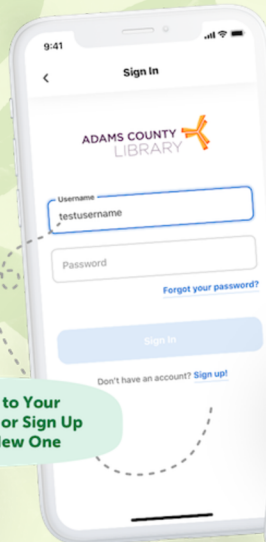 9:41
Sign In
ADAMS COUNTY
LIBRARY
Username
testusername
Password
Forgot your password?
Sign In
Don't have an account? Sign up!
to Your
or Sign Up
New One